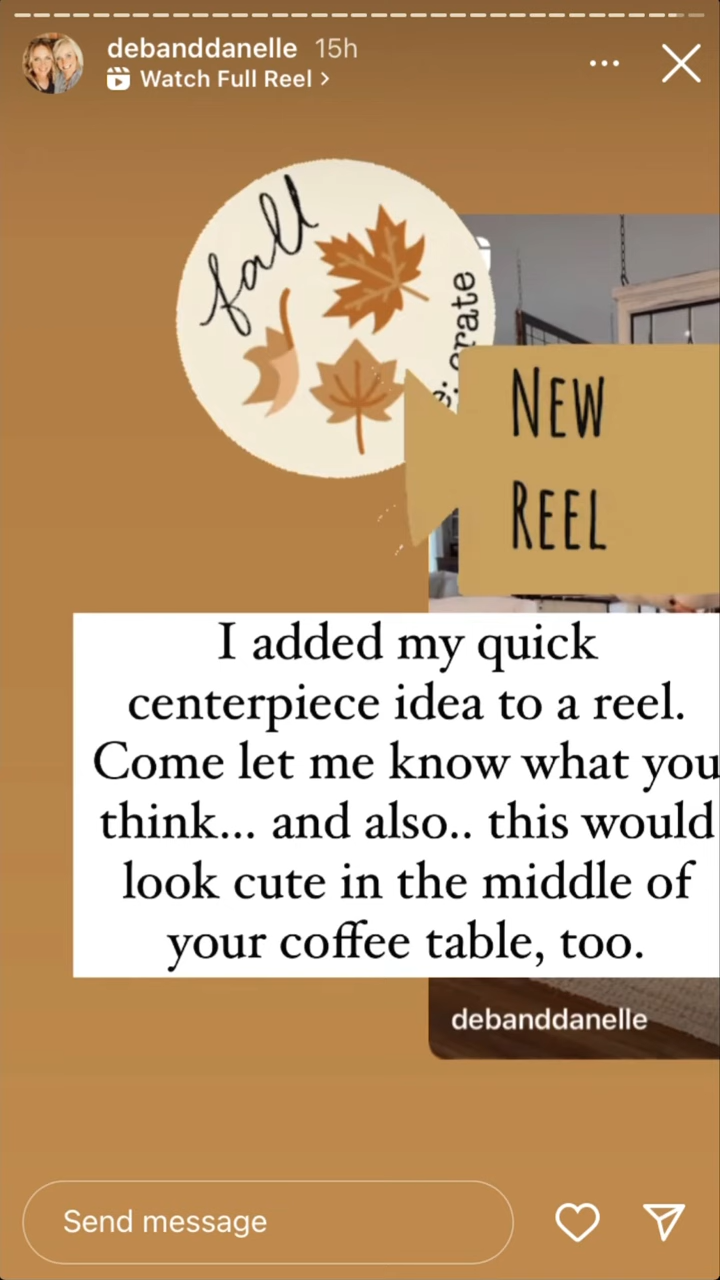 debanddanelle 15h
Watch Full Reel >
fall
NEW
REEL
I added my quick
centerpiece idea to a reel.
Come let me know what you
think... and also.. this would
look cute in the middle of
your coffee table, too.
debanddanelle
Send message